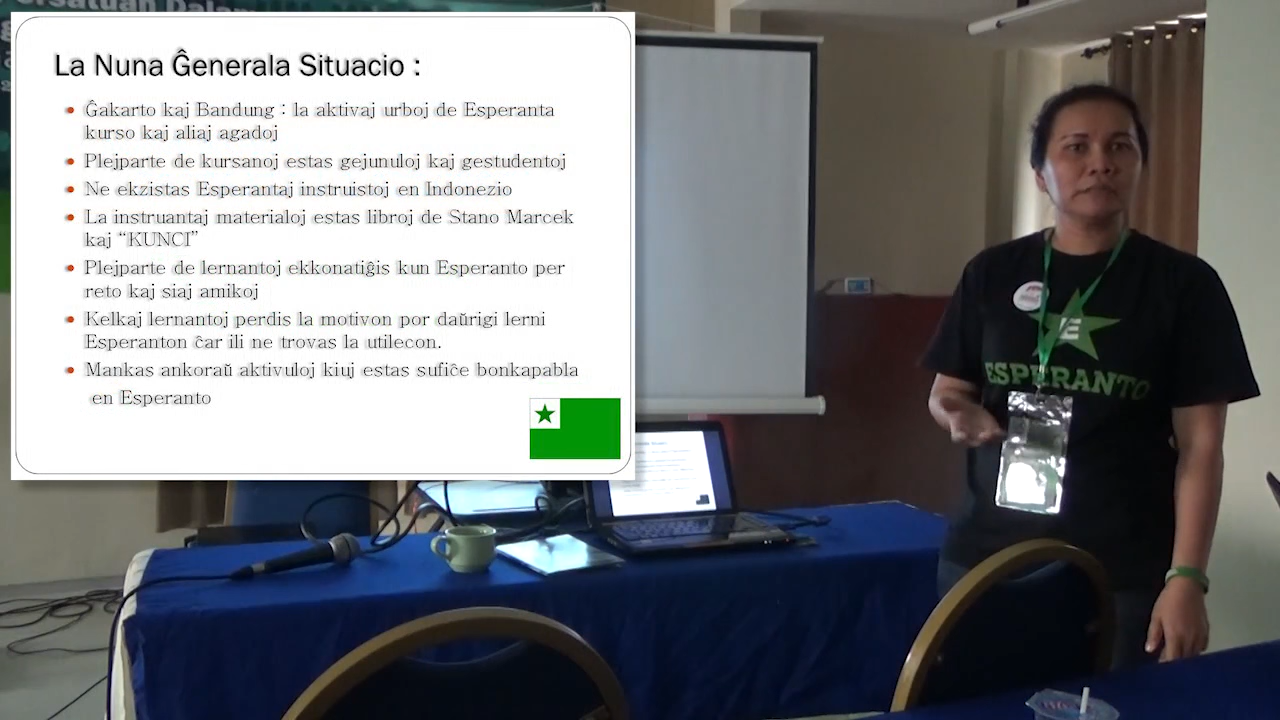 ersatuan Dalam
La Nuna Ĝenerala Situacio :
Ĝakarto kaj Bandung : la aktivaj urboj de Esperanta
kurso kaj aliaj agadoj
Plejparte de kursanoj estas gejunuloj kaj gestudentoj
Ne ekzistas Esperantaj instruistoj en Indonezio
La instruantaj materialoj estas libroj de Stano Marcek
kaj “KUNCI”
Plejparte de lernantoj ekkonatiĝis kun Esperanto per
reto kaj siaj amikoj
Kelkaj lernantoj perdis la motivon por daŭrigi lerni
Esperanton ĉar ili ne trovas la utilecon.
Mankas ankoraŭ aktivuloj kiuj estas sufiĉe bonkapabla
en Esperanto
E
ESPERANTO